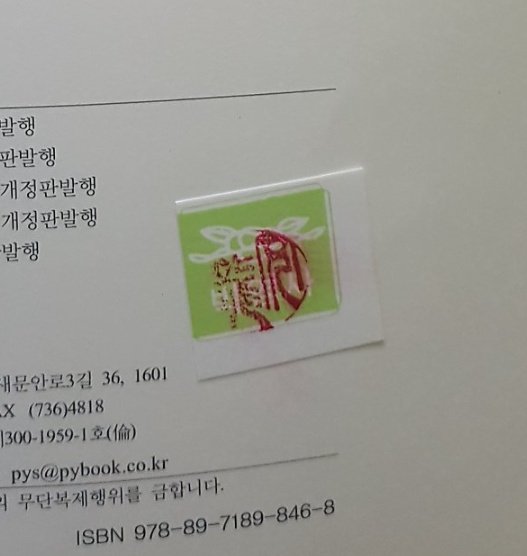 발행
판발행
개정판발행
개정판발행
발행
새문안로3길 36, 1601
AX (736)4818
300-1959-1호(倫)
pys@pybook.co.kr
무단복제행위를 금합니다.
ISBN 978-89-7189-846-8